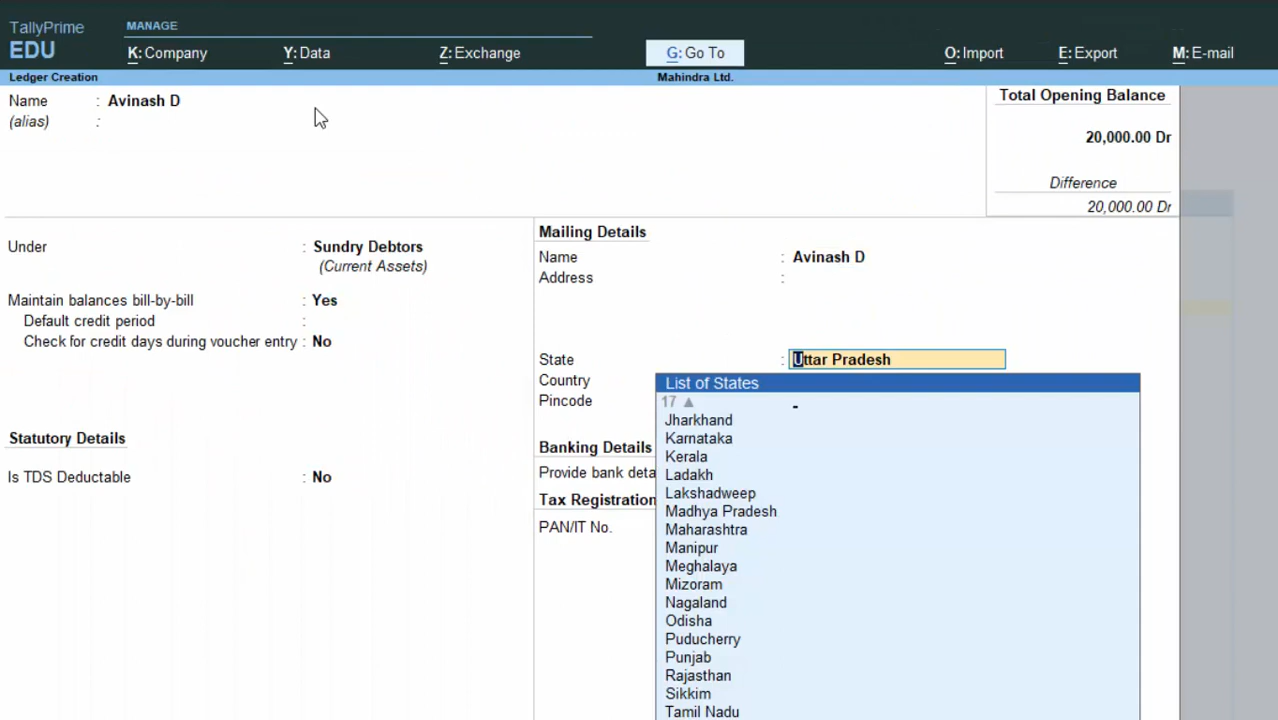 TallyPrime
EDU
MANAGE
K: Company
Y: Data
Z: Exchange
G: Go To
O: Import
E: Export
M: E-mail
Ledger Creation
Mahindra Ltd.
Name : Avinash D
(alias) :
Total Opening Balance
20,000.00 Dr
Difference
20,000.00 Dr
Under : Sundry Debtors
(Current Assets)
Maintain balances bill-by-bill : Yes
Default credit period :
Check for credit days during voucher entry : No
Statutory Details
Is TDS Deductable : No
Mailing Details
Name : Avinash D
Address :
State : Uttar Pradesh
Country
Pincode
Banking Details
Provide bank deta
Tax Registration
PAN/IT No.
List of States
17 ▲
Jharkhand
Karnataka
Kerala
Ladakh
Lakshadweep
Madhya Pradesh
Maharashtra
Manipur
Meghalaya
Mizoram
Nagaland
Odisha
Puducherry
Punjab
Rajasthan
Sikkim
Tamil Nadu